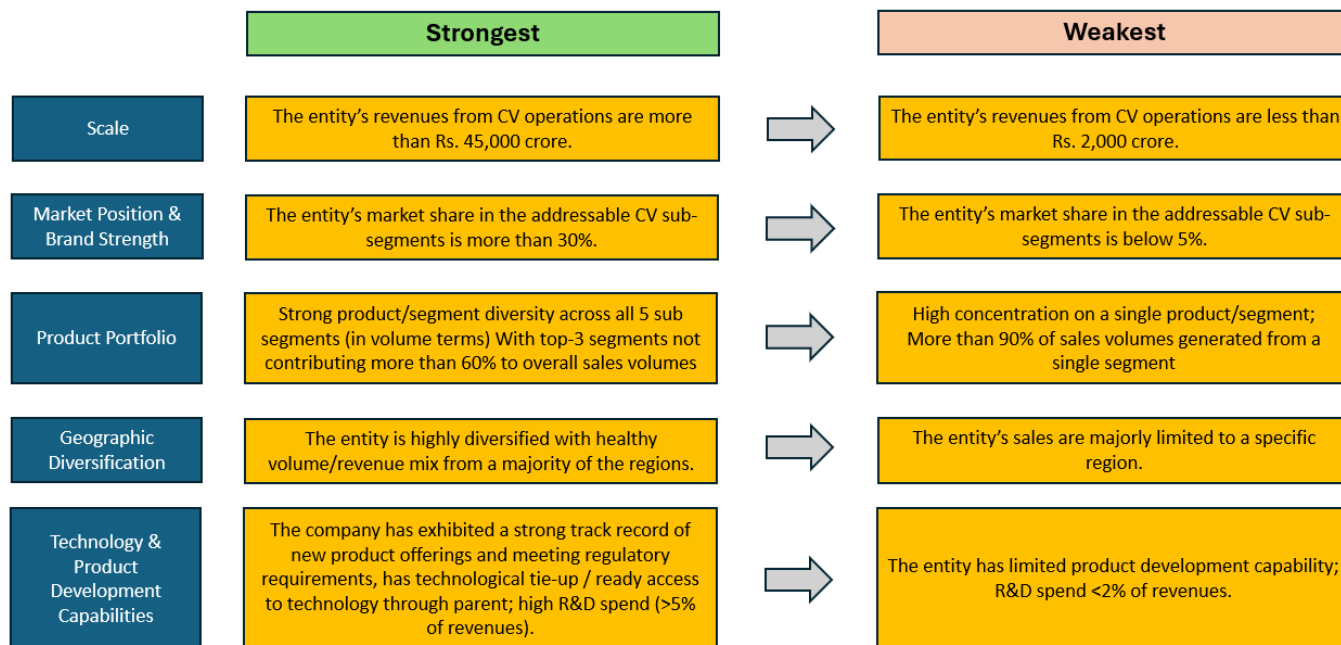 Strongest
Weakest
Scale
The entity’s revenues from CV operations are more
than Rs. 45,000 crore.
The entity’s revenues from CV operations are less than
Rs. 2,000 crore.
Market Position &
Brand Strength
The entity’s market share in the addressable CV sub-
segments is more than 30%.
The entity’s market share in the addressable CV sub-
segments is below 5%.
Product Portfolio
Strong product/segment diversity across all 5 sub
segments (in volume terms) With top-3 segments not
contributing more than 60% to overall sales volumes
High concentration on a single product/segment;
More than 90% of sales volumes generated from a
single segment
Geographic
Diversification
The entity is highly diversified with healthy
volume/revenue mix from a majority of the regions.
The entity’s sales are majorly limited to a specific
region.
Technology &
Product
Development
Capabilities
The company has exhibited a strong track record of
new product offerings and meeting regulatory
requirements, has technological tie-up / ready access
to technology through parent; high R&D spend (>5%
of revenues).
The entity has limited product development capability;
R&D spend <2% of revenues.